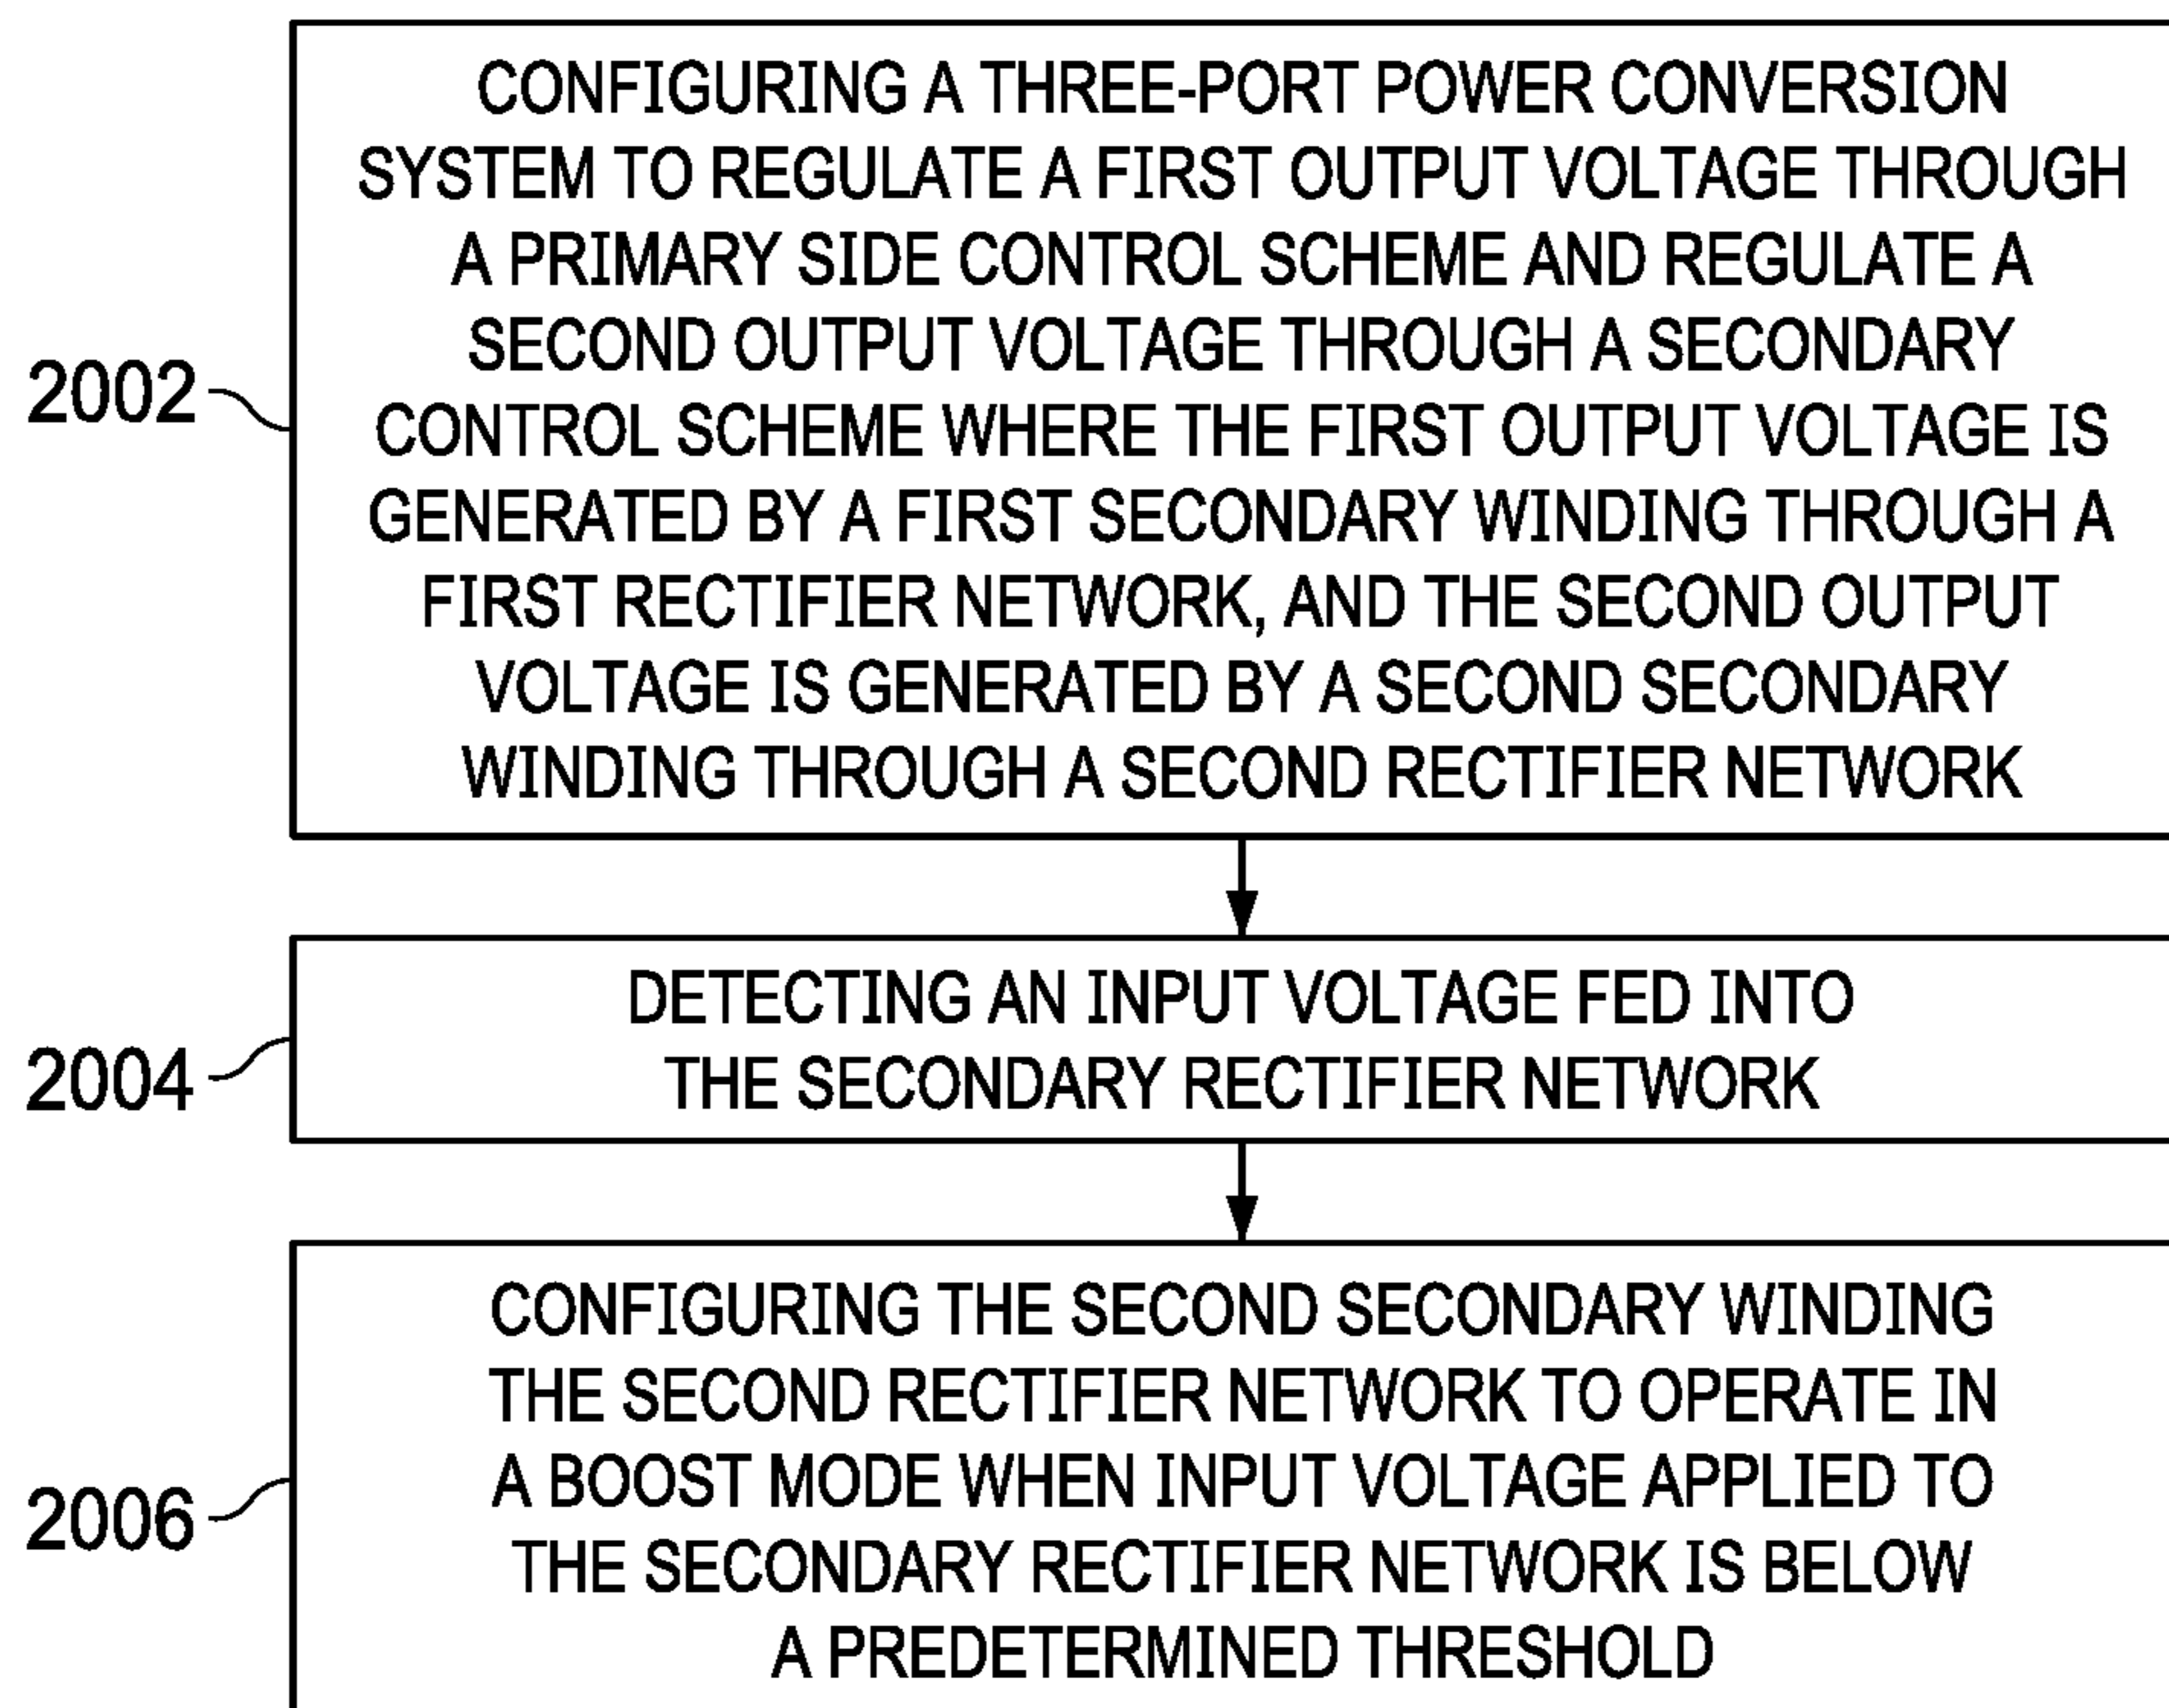 CONFIGURING A THREE-PORT POWER CONVERSION
SYSTEM TO REGULATE A FIRST OUTPUT VOLTAGE THROUGH
A PRIMARY SIDE CONTROL SCHEME AND REGULATE A
SECOND OUTPUT VOLTAGE THROUGH A SECONDARY
CONTROL SCHEME WHERE THE FIRST OUTPUT VOLTAGE IS
GENERATED BY A FIRST SECONDARY WINDING THROUGH A
FIRST RECTIFIER NETWORK, AND THE SECOND OUTPUT
VOLTAGE IS GENERATED BY A SECOND SECONDARY
WINDING THROUGH A SECOND RECTIFIER NETWORK
2002
DETECTING AN INPUT VOLTAGE FED INTO
THE SECONDARY RECTIFIER NETWORK
2004
CONFIGURING THE SECOND SECONDARY WINDING
THE SECOND RECTIFIER NETWORK TO OPERATE IN
A BOOST MODE WHEN INPUT VOLTAGE APPLIED TO
THE SECONDARY RECTIFIER NETWORK IS BELOW
A PREDETERMINED THRESHOLD
2006